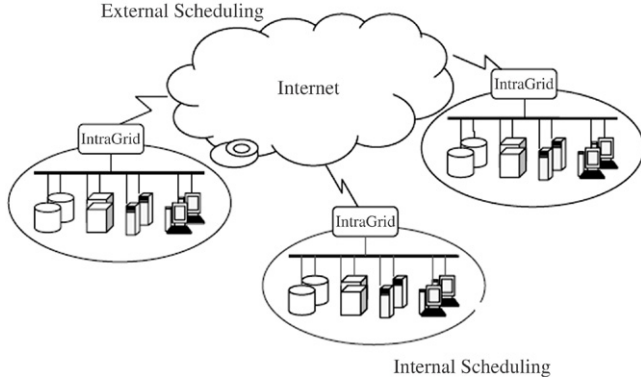 External Scheduling
Internet
IntraGrid
IntraGrid
IntraGrid
Internal Scheduling